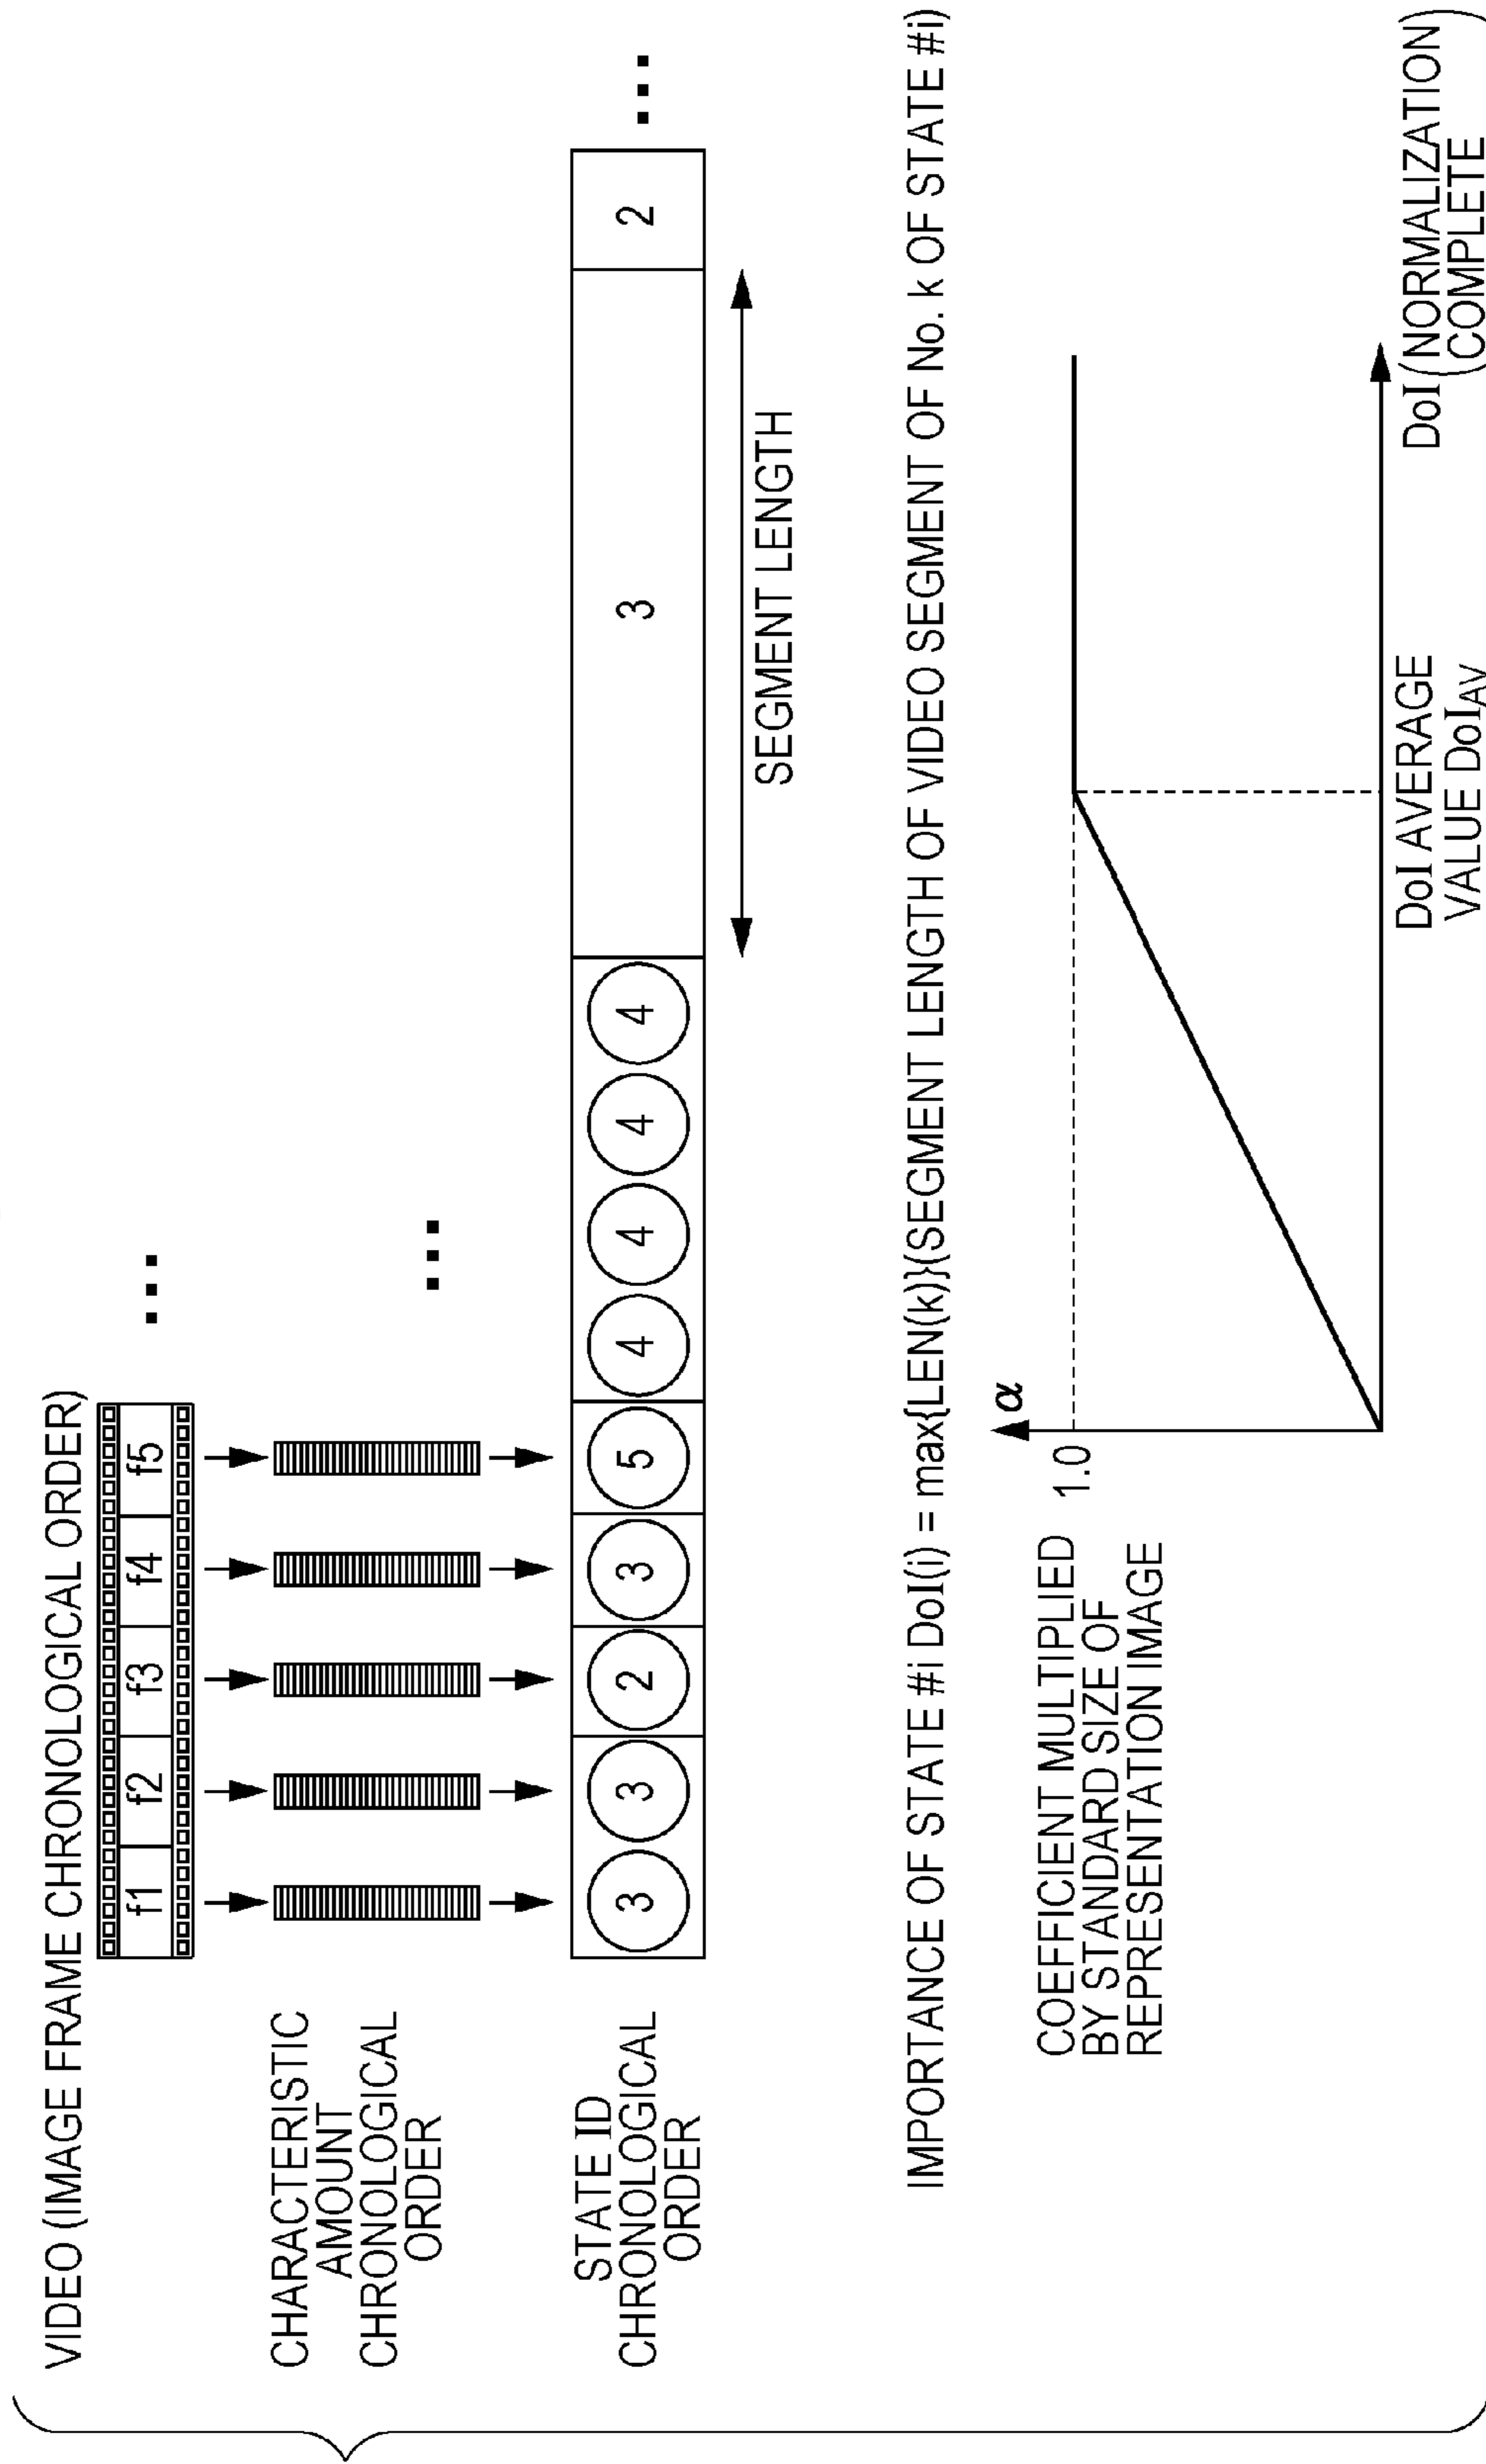 VIDEO (IMAGE FRAME CHRONOLOGICAL ORDER)
f1 f2 f3 f4 f5 ...
CHARACTERISTIC
AMOUNT
CHRONOLOGICAL
ORDER
...
STATE ID
CHRONOLOGICAL
ORDER
3 3 2 3 5 4 4 4 4 3 2 ...
SEGMENT LENGTH
IMPORTANCE OF STATE #i DoI(i) = max{LEN(k)}(SEGMENT LENGTH OF VIDEO SEGMENT OF No. k OF STATE #i)
α
COEFFICIENT MULTIPLIED
BY STANDARD SIZE OF
REPRESENTATION IMAGE
1.0
DoI AVERAGE
VALUE DoIAV
DoI (NORMALIZATION
COMPLETE)